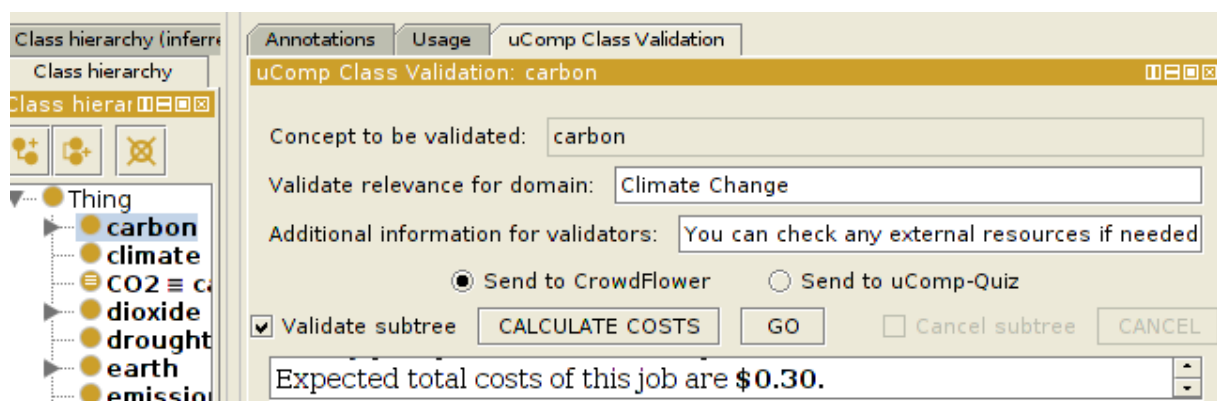 Class hierarchy (inferre
Class hierarchy
Class hierar
Thing
carbon
climate
CO2 ≡ ca
dioxide
drought
earth
emission
Annotations Usage uComp Class Validation
uComp Class Validation: carbon
Concept to be validated: carbon
Validate relevance for domain: Climate Change
Additional information for validators: You can check any external resources if needed
Send to CrowdFlower Send to uComp-Quiz
Validate subtree CALCULATE COSTS GO Cancel subtree CANCEL
Expected total costs of this job are $0.30.